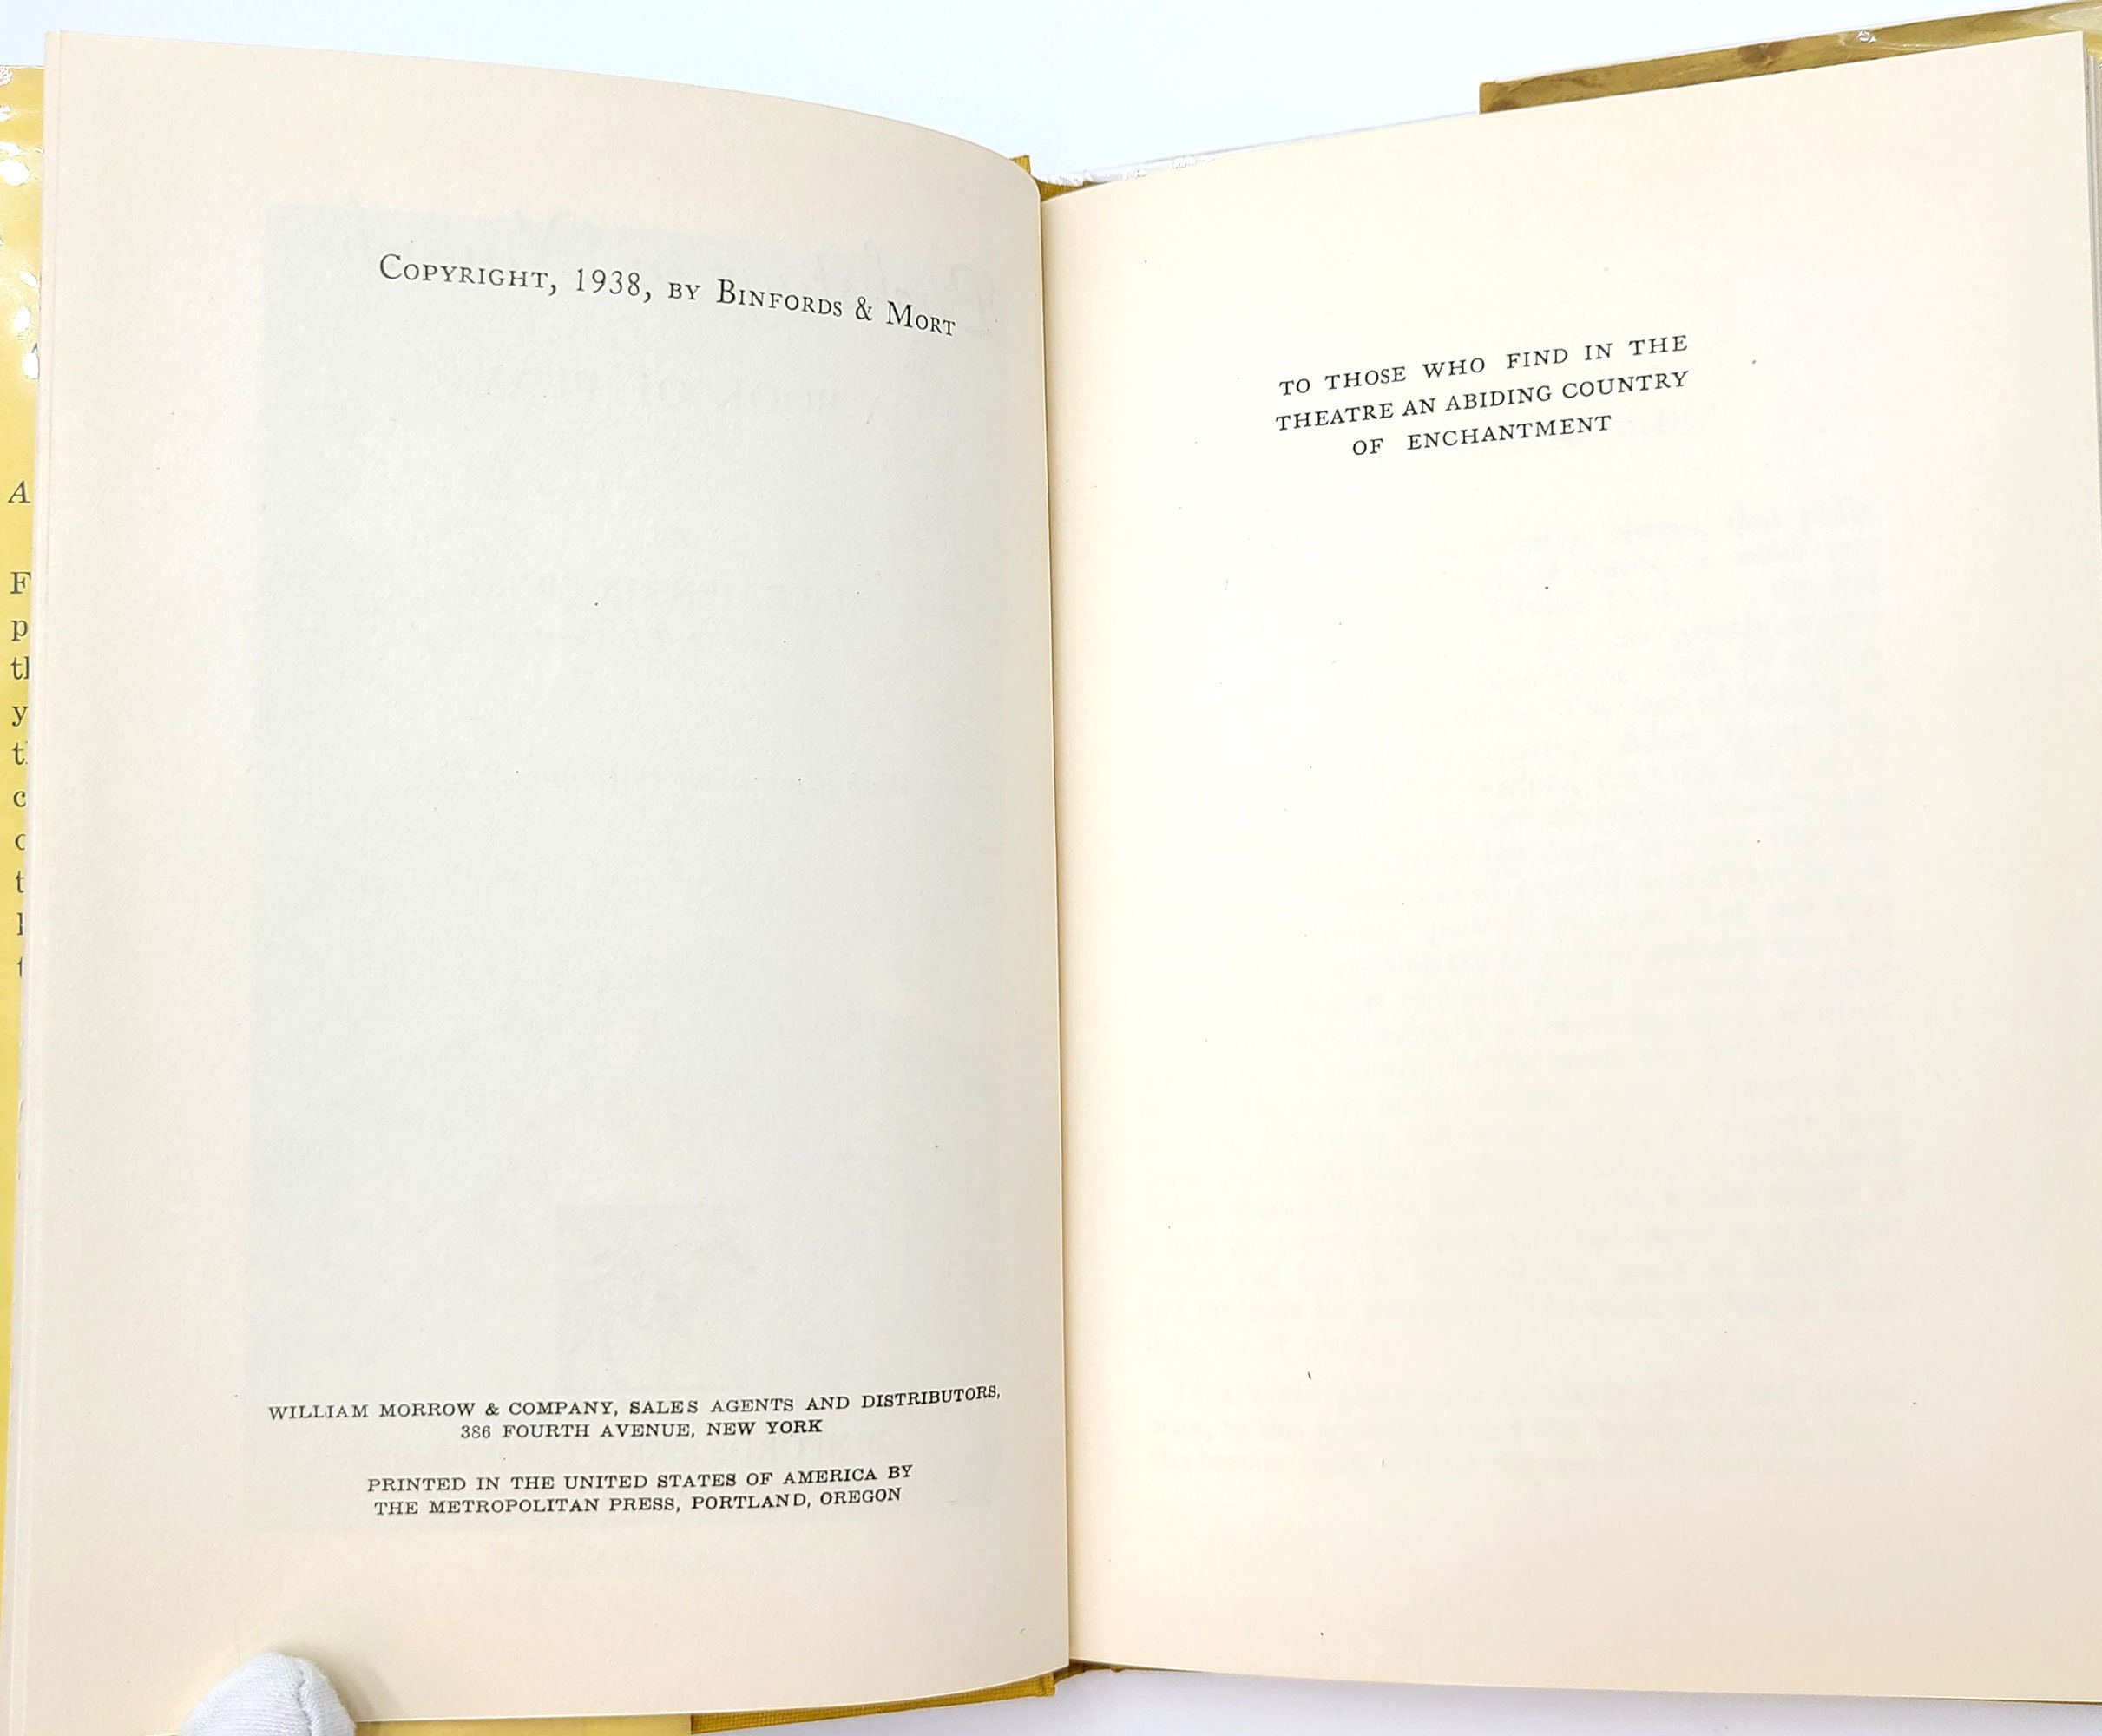 COPYRIGHT, 1938, BY BINFORDS & MORT
WILLIAM MORROW & COMPANY, SALES AGENTS AND DISTRIBUTORS,
386 FOURTH AVENUE, NEW YORK
PRINTED IN THE UNITED STATES OF AMERICA BY
THE METROPOLITAN PRESS, PORTLAND, OREGON
TO THOSE WHO FIND IN THE
THEATRE AN ABIDING COUNTRY
OF ENCHANTMENT